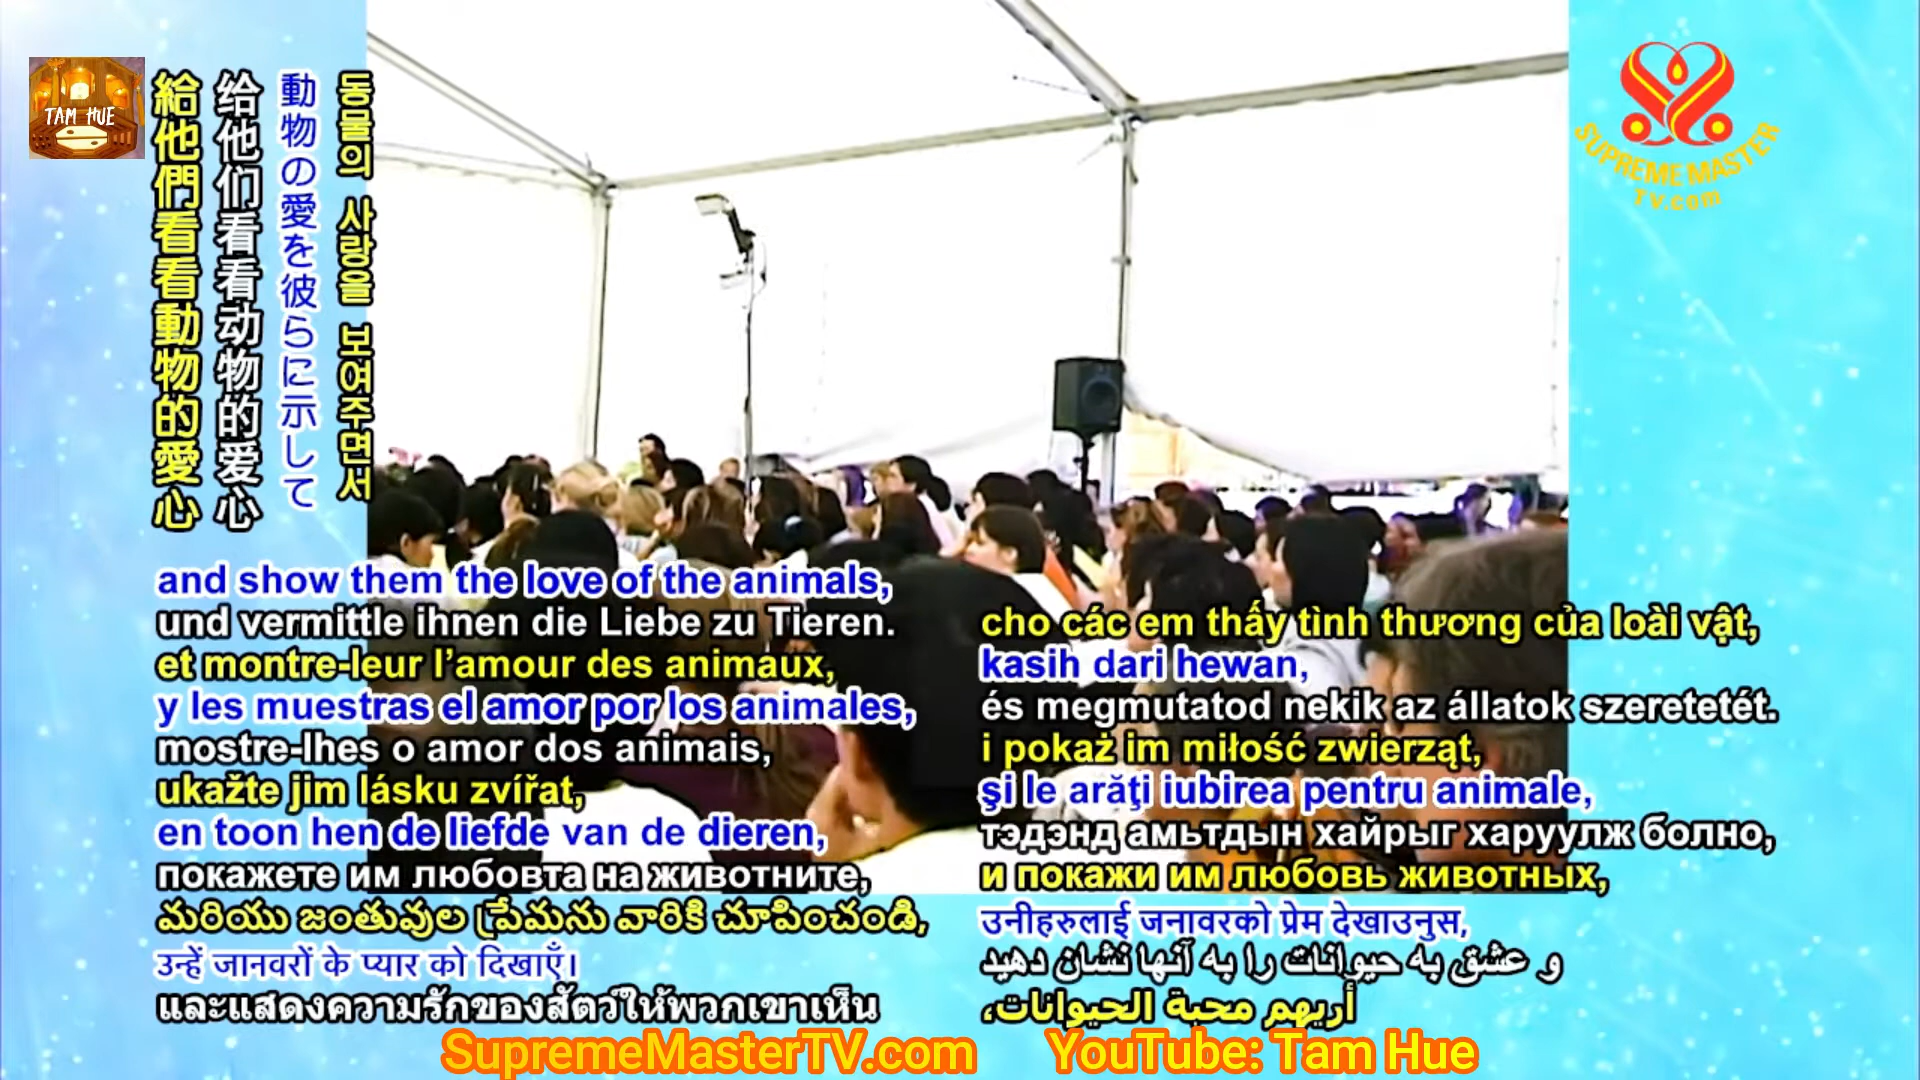 TAM HUE
給他們看看動物的愛心
给他们看看动物的爱心
動物の愛を彼らに示して
동물의 사랑을 보여주면서
SUPREME MASTER
TV.com
and show them the love of the animals,
und vermittle ihnen die Liebe zu Tieren.
et montre-leur l’amour des animaux,
y les muestras el amor por los animales,
mostre-lhes o amor dos animais,
ukažte jim lásku zvířat,
en toon hen de liefde van de dieren,
покажете им любовта на животните,
మరియు జంతువుల ప్రేమను వారికి చూపించండి,
उन्हें जानवरों के प्यार को दिखाएँ।
และแสดงความรักของสัตว์ให้พวกเขาเห็น
cho các em thấy tình thương của loài vật,
kasih dari hewan,
és megmutatod nekik az állatok szeretetét.
i pokaż im miłość zwierząt,
şi le arăţi iubirea pentru animale,
тэдэнд амьтдын хайрыг харуулж болно,
и покажи им любовь животных,
उनीहरुलाई जनावरको प्रेम देखाउनुस,
و عشق به حیوانات را به آنها نشان دهید
أريهم محبة الحيوانات،
SupremeMasterTV.com
YouTube: Tam Hue